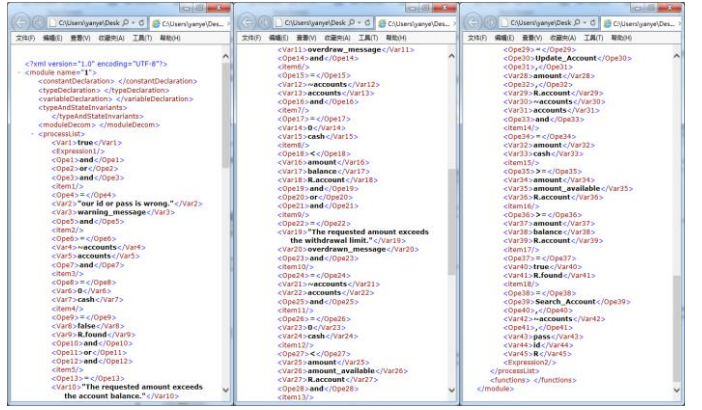 C:\Users\yanye\Desk
C:\Users\yanye\Des...
文件(F) 编辑(E) 查看(V) 收藏夹(A) 工具(T) 帮助(H)
<?xml version="1.0" encoding="UTF-8"?>
- <module name="1">
<constantDeclaration> </constantDeclaration>
<typeDeclaration> </typeDeclaration>
<variableDeclaration> </variableDeclaration>
<typeAndStateInvariants>
</typeAndStateInvariants>
<moduleDecom> </moduleDecom>
- <processList>
<Var1>true</Var1>
<Expression1/>
<Ope1>and</Ope1>
<Ope2>or</Ope2>
<Ope3>and</Ope3>
<item1/>
<Ope4>=</Ope4>
<Var2>"our id or pass is wrong."</Var2>
<Var3>warning_message</Var3>
<Ope5>and</Ope5>
<item2/>
<Ope6>=</Ope6>
<Var4>~accounts</Var4>
<Var5>accounts</Var5>
<Ope7>and</Ope7>
<item3/>
<Ope8>=</Ope8>
<Var6>0</Var6>
<Var7>cash</Var7>
<item4/>
<Ope9>=</Ope9>
<Var8>false</Var8>
<Var9>R.found</Var9>
<Ope10>and</Ope10>
<Ope11>or</Ope11>
<Ope12>and</Ope12>
<item5/>
<Ope13>=</Ope13>
<Var10>"The requested amount exceeds
the account balance."</Var10>
C:\Users\yanye\Desk
C:\Users\yanye\Des...
文件(F) 编辑(E) 查看(V) 收藏夹(A) 工具(T) 帮助(H)
<Var11>overdraw_message</Var11>
<Ope14>and</Ope14>
<item6/>
<Ope15>=</Ope15>
<Var12>~accounts</Var12>
<Var13>accounts</Var13>
<Ope16>and</Ope16>
<item7/>
<Ope17>=</Ope17>
<Var14>0</Var14>
<Var15>cash</Var15>
<item8/>
<Ope18><</Ope18>
<Var16>amount</Var16>
<Var17>balance</Var17>
<Var18>R.account</Var18>
<Ope19>and</Ope19>
<Ope20>or</Ope20>
<Ope21>and</Ope21>
<item9/>
<Ope22>=</Ope22>
<Var19>"The requested amount exceeds
the withdrawal limit."</Var19>
<Var20>overdrawn_message</Var20>
<Ope23>and</Ope23>
<item10/>
<Ope24>=</Ope24>
<Var21>~accounts</Var21>
<Var22>accounts</Var22>
<Ope25>and</Ope25>
<item11/>
<Ope26>=</Ope26>
<Var23>0</Var23>
<Var24>cash</Var24>
<item12/>
<Ope27><</Ope27>
<Var25>amount</Var25>
<Var26>amount_available</Var26>
<Var27>R.account</Var27>
<Ope28>and</Ope28>
<item13/>
C:\Users\yanye\Desk
C:\Users\yanye\Des...
文件(F) 编辑(E) 查看(V) 收藏夹(A) 工具(T) 帮助(H)
<Ope29>=</Ope29>
<Ope30>Update_Account</Ope30>
<Ope31>,</Ope31>
<Var28>amount</Var28>
<Ope32>,</Ope32>
<Var29>R.account</Var29>
<Var30>~accounts</Var30>
<Var31>accounts</Var31>
<Ope33>and</Ope33>
<item14/>
<Ope34>=</Ope34>
<Var32>amount</Var32>
<Var33>cash</Var33>
<item15/>
<Ope35>>=</Ope35>
<Var34>amount</Var34>
<Var35>amount_available</Var35>
<Var36>R.account</Var36>
<item16/>
<Ope36>>=</Ope36>
<Var37>amount</Var37>
<Var38>balance</Var38>
<Var39>R.account</Var39>
<item17/>
<Ope37>=</Ope37>
<Var40>true</Var40>
<Var41>R.found</Var41>
<item18/>
<Ope38>=</Ope38>
<Ope39>Search_Account</Ope39>
<Ope40>,</Ope40>
<Var42>~accounts</Var42>
<Ope41>,</Ope41>
<Var43>pass</Var43>
<Var44>id</Var44>
<Var45>R</Var45>
<Expression2/>
</processList>
<functions> </functions>
</module>